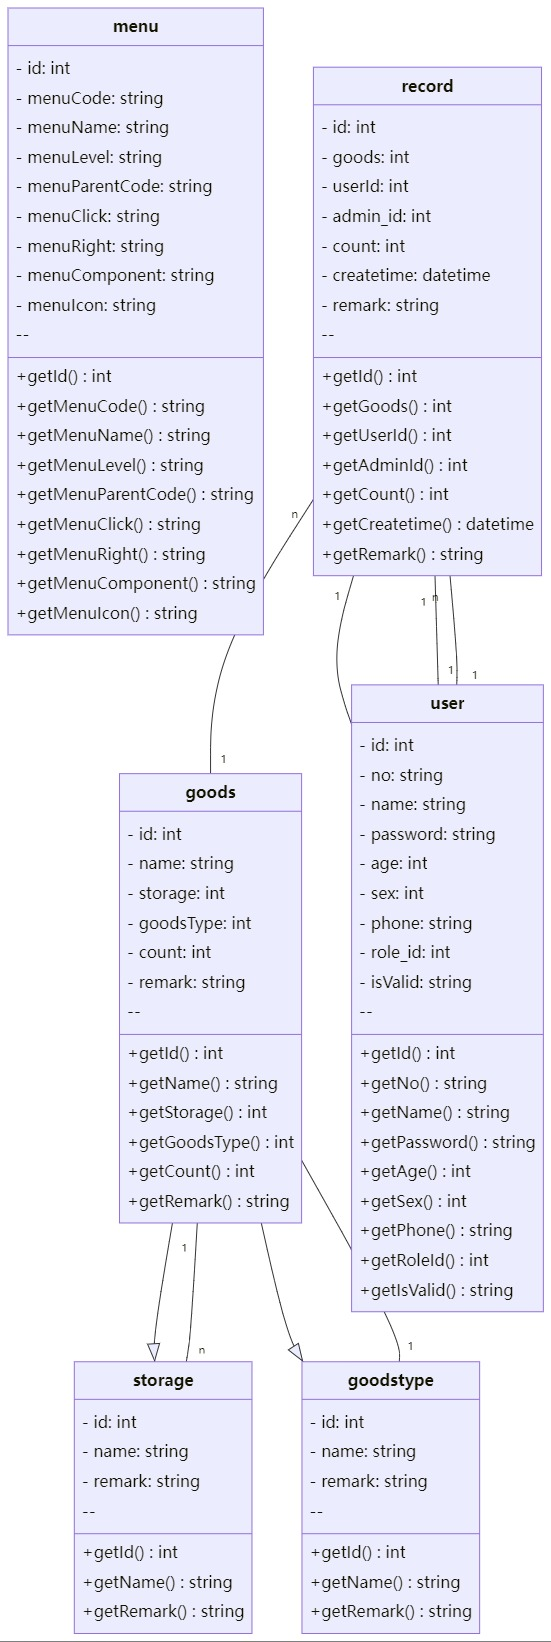 menu
- id: int
- menuCode: string
- menuName: string
- menuLevel: string
- menuParentCode: string
- menuClick: string
- menuRight: string
- menuComponent: string
- menuIcon: string
--
+getId() : int
+getMenuCode() : string
+getMenuName() : string
+getMenuLevel() : string
+getMenuParentCode() : string
+getMenuClick() : string
+getMenuRight() : string
+getMenuComponent() : string
+getMenuIcon() : string
record
- id: int
- goods: int
- userId: int
- admin_id: int
- count: int
- createtime: datetime
- remark: string
--
+getId() : int
+getGoods() : int
+getUserId() : int
+getAdminId() : int
+getCount() : int
+getCreatetime() : datetime
+getRemark() : string
n
1
1
n
1
1
1
user
- id: int
- no: string
- name: string
- password: string
- age: int
- sex: int
- phone: string
- role_id: int
- isValid: string
--
+getId() : int
+getNo() : string
+getName() : string
+getPassword() : string
+getAge() : int
+getSex() : int
+getPhone() : string
+getRoleId() : int
+getIsValid() : string
goods
- id: int
- name: string
- storage: int
- goodsType: int
- count: int
- remark: string
--
+getId() : int
+getName() : string
+getStorage() : int
+getGoodsType() : int
+getCount() : int
+getRemark() : string
1
n
1
storage
- id: int
- name: string
- remark: string
--
+getId() : int
+getName() : string
+getRemark() : string
goodstype
- id: int
- name: string
- remark: string
--
+getId() : int
+getName() : string
+getRemark() : string